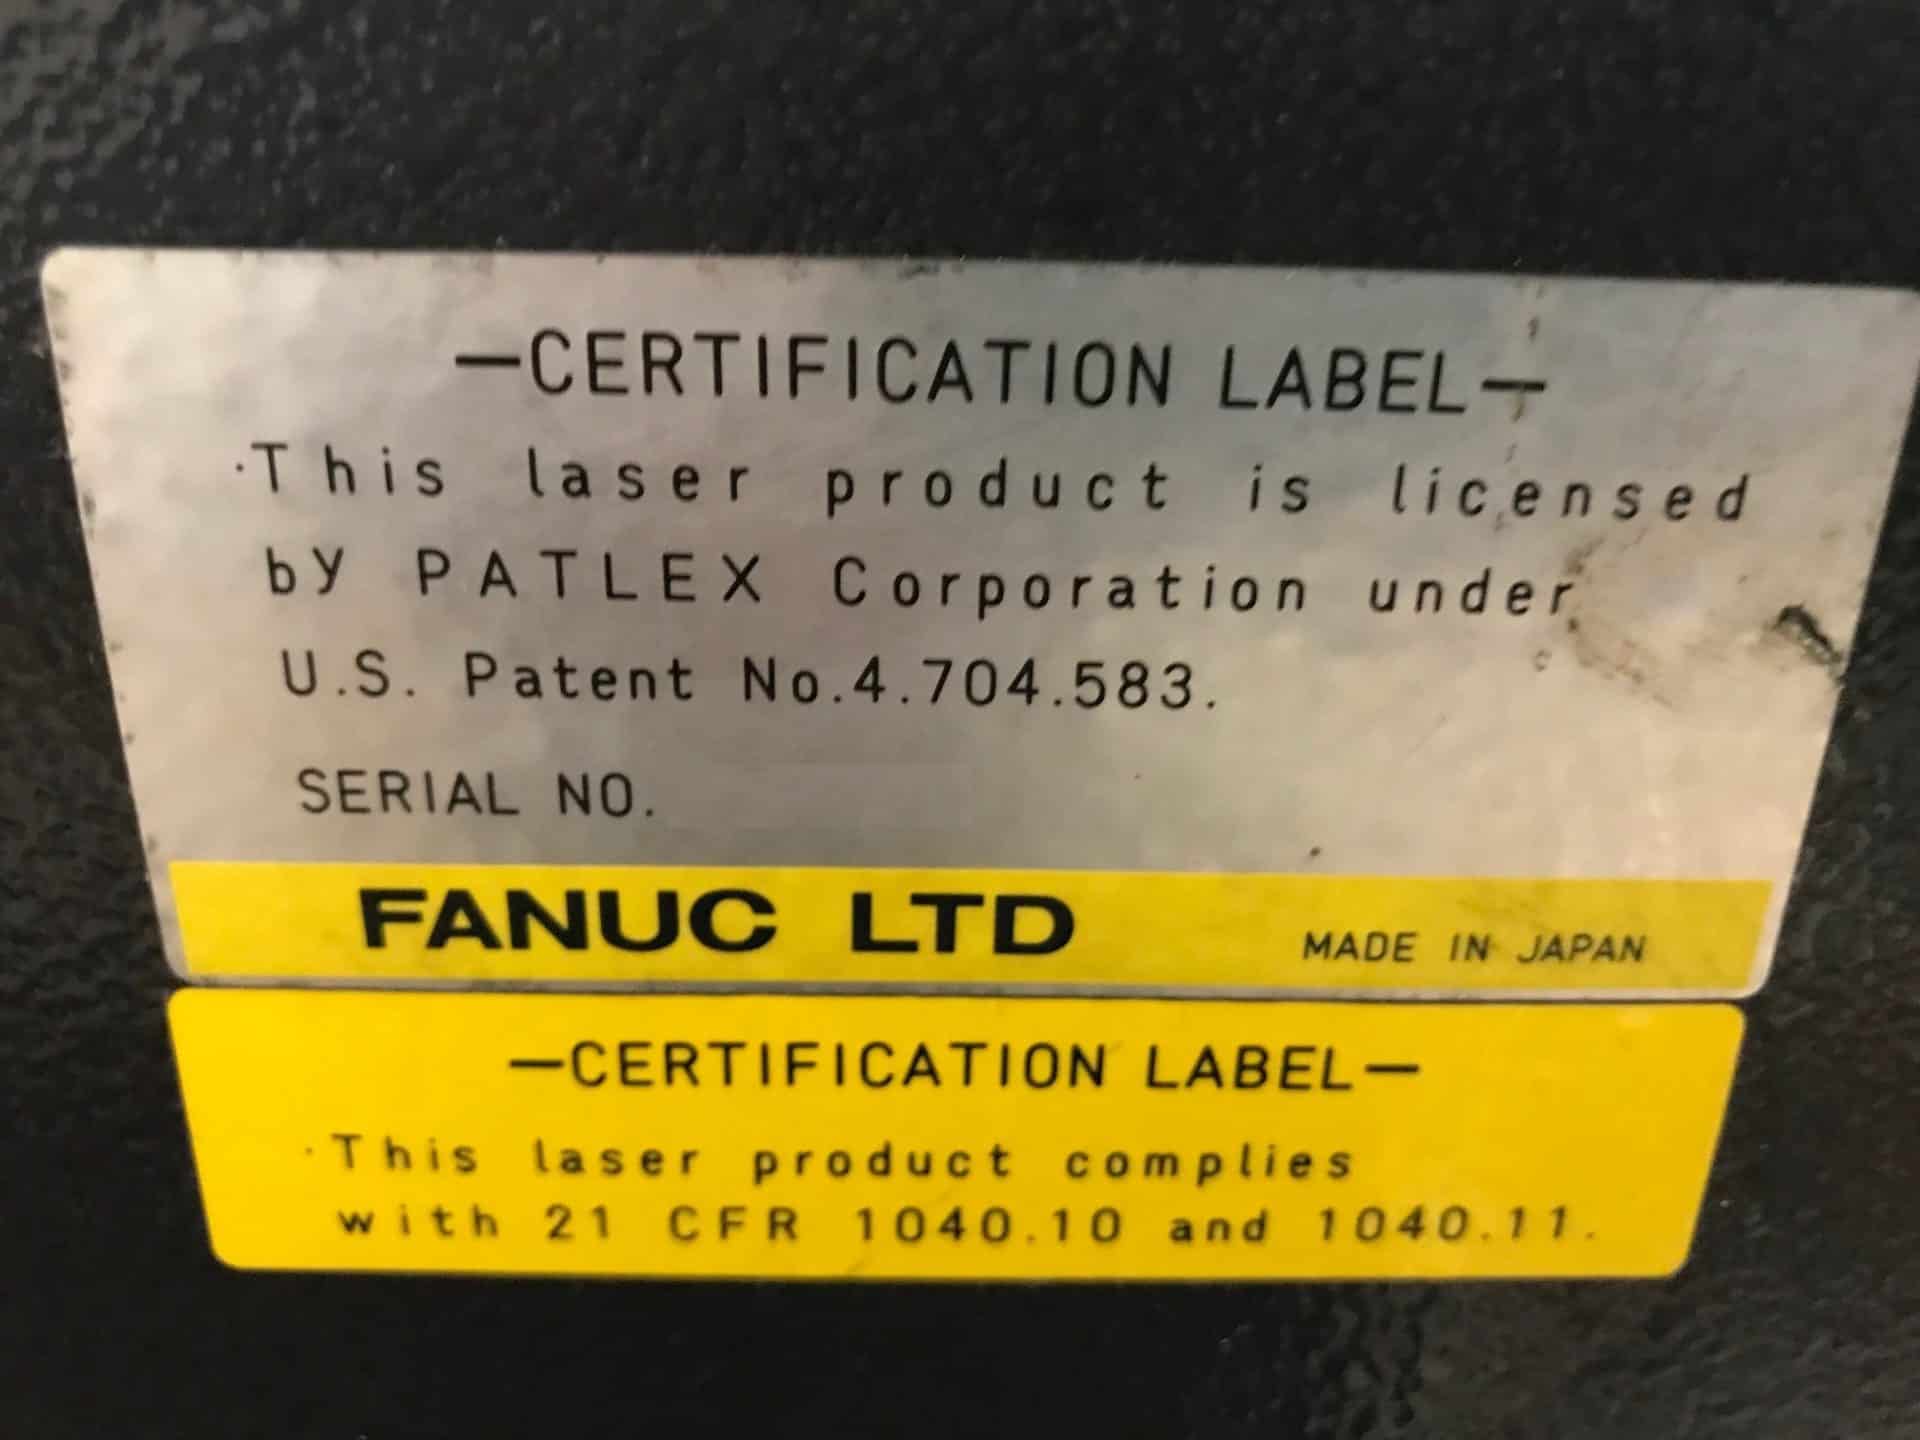 —CERTIFICATION LABEL—
·This laser product is licensed
by PATLEX Corporation under
U.S. Patent No.4.704.583.
SERIAL NO.
FANUC LTD MADE IN JAPAN
—CERTIFICATION LABEL—
·This laser product complies
with 21 CFR 1040.10 and 1040.11.